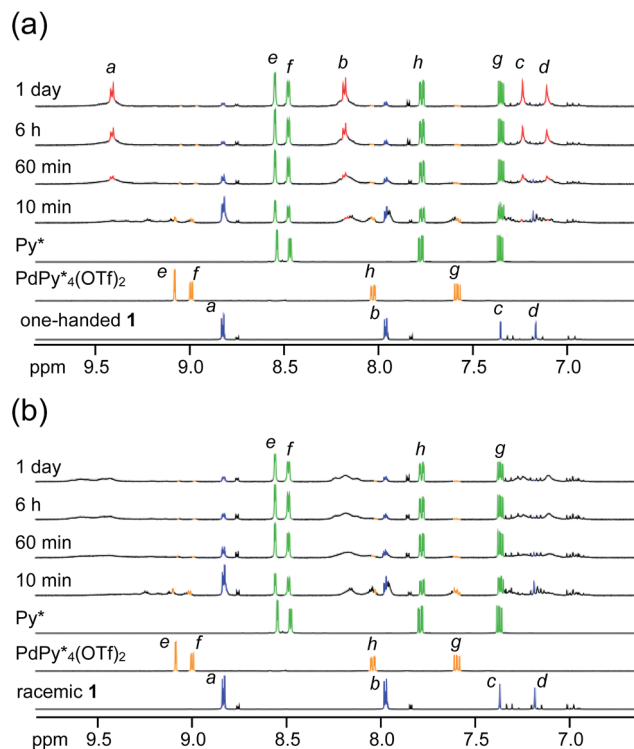 (a)
a e f b h g c d
1 day
6 h
60 min
10 min
Py*
PdPy*₄(OTf)₂ e f h g
one-handed 1 a b c d
ppm 9.5 9.0 8.5 8.0 7.5 7.0
(b)
e f h g
1 day
6 h
60 min
10 min
Py*
PdPy*₄(OTf)₂ e f h g
racemic 1 a b c d
ppm 9.5 9.0 8.5 8.0 7.5 7.0